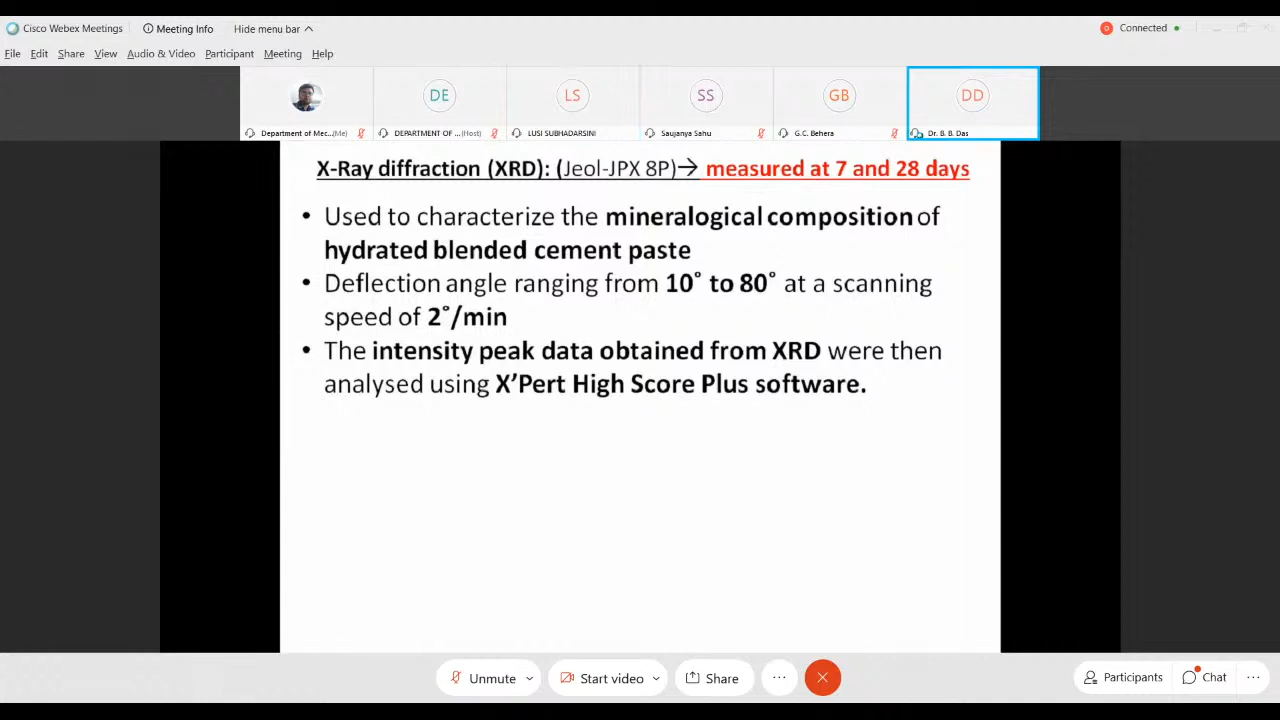 Cisco Webex Meetings
Meeting Info
Hide menu bar
Connected
File Edit Share View Audio & Video Participant Meeting Help
DE LS SS GB DD
Department of Mec... (Me) DEPARTMENT OF ... (Host) LUSI SUBHADARSINI Saujanya Sahu G.C. Behera Dr. B. B. Das
X-Ray diffraction (XRD): (Jeol-JPX 8P)→ measured at 7 and 28 days
• Used to characterize the mineralogical composition of
hydrated blended cement paste
• Deflection angle ranging from 10˚ to 80˚ at a scanning
speed of 2˚/min
• The intensity peak data obtained from XRD were then
analysed using X’Pert High Score Plus software.
Unmute Start video Share ... Participants Chat ...